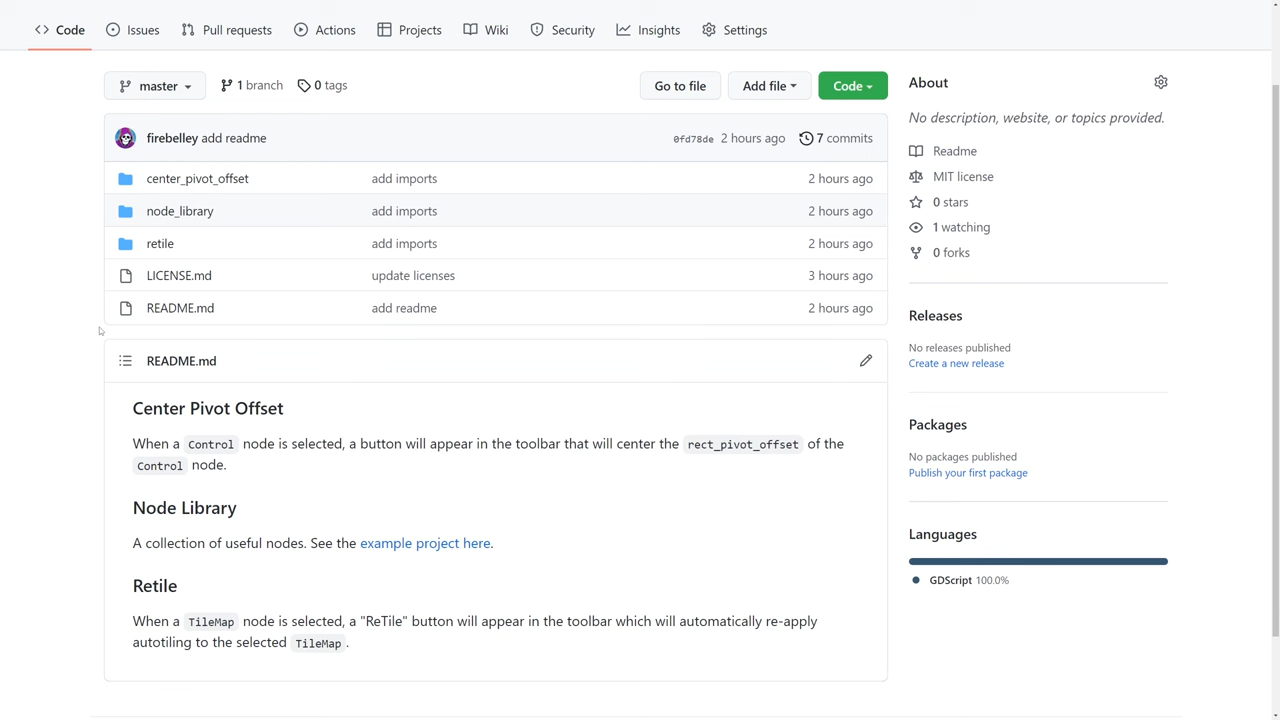 Code Issues Pull requests Actions Projects Wiki Security Insights Settings
master 1 branch 0 tags Go to file Add file Code
firebelley add readme 0fd78de 2 hours ago 7 commits
center_pivot_offset add imports 2 hours ago
node_library add imports 2 hours ago
retile add imports 2 hours ago
LICENSE.md update licenses 3 hours ago
README.md add readme 2 hours ago
README.md
Center Pivot Offset
When a Control node is selected, a button will appear in the toolbar that will center the rect_pivot_offset of the
Control node.
Node Library
A collection of useful nodes. See the example project here.
Retile
When a TileMap node is selected, a "ReTile" button will appear in the toolbar which will automatically re-apply
autotiling to the selected TileMap.
About
No description, website, or topics provided.
Readme
MIT license
0 stars
1 watching
0 forks
Releases
No releases published
Create a new release
Packages
No packages published
Publish your first package
Languages
GDScript 100.0%